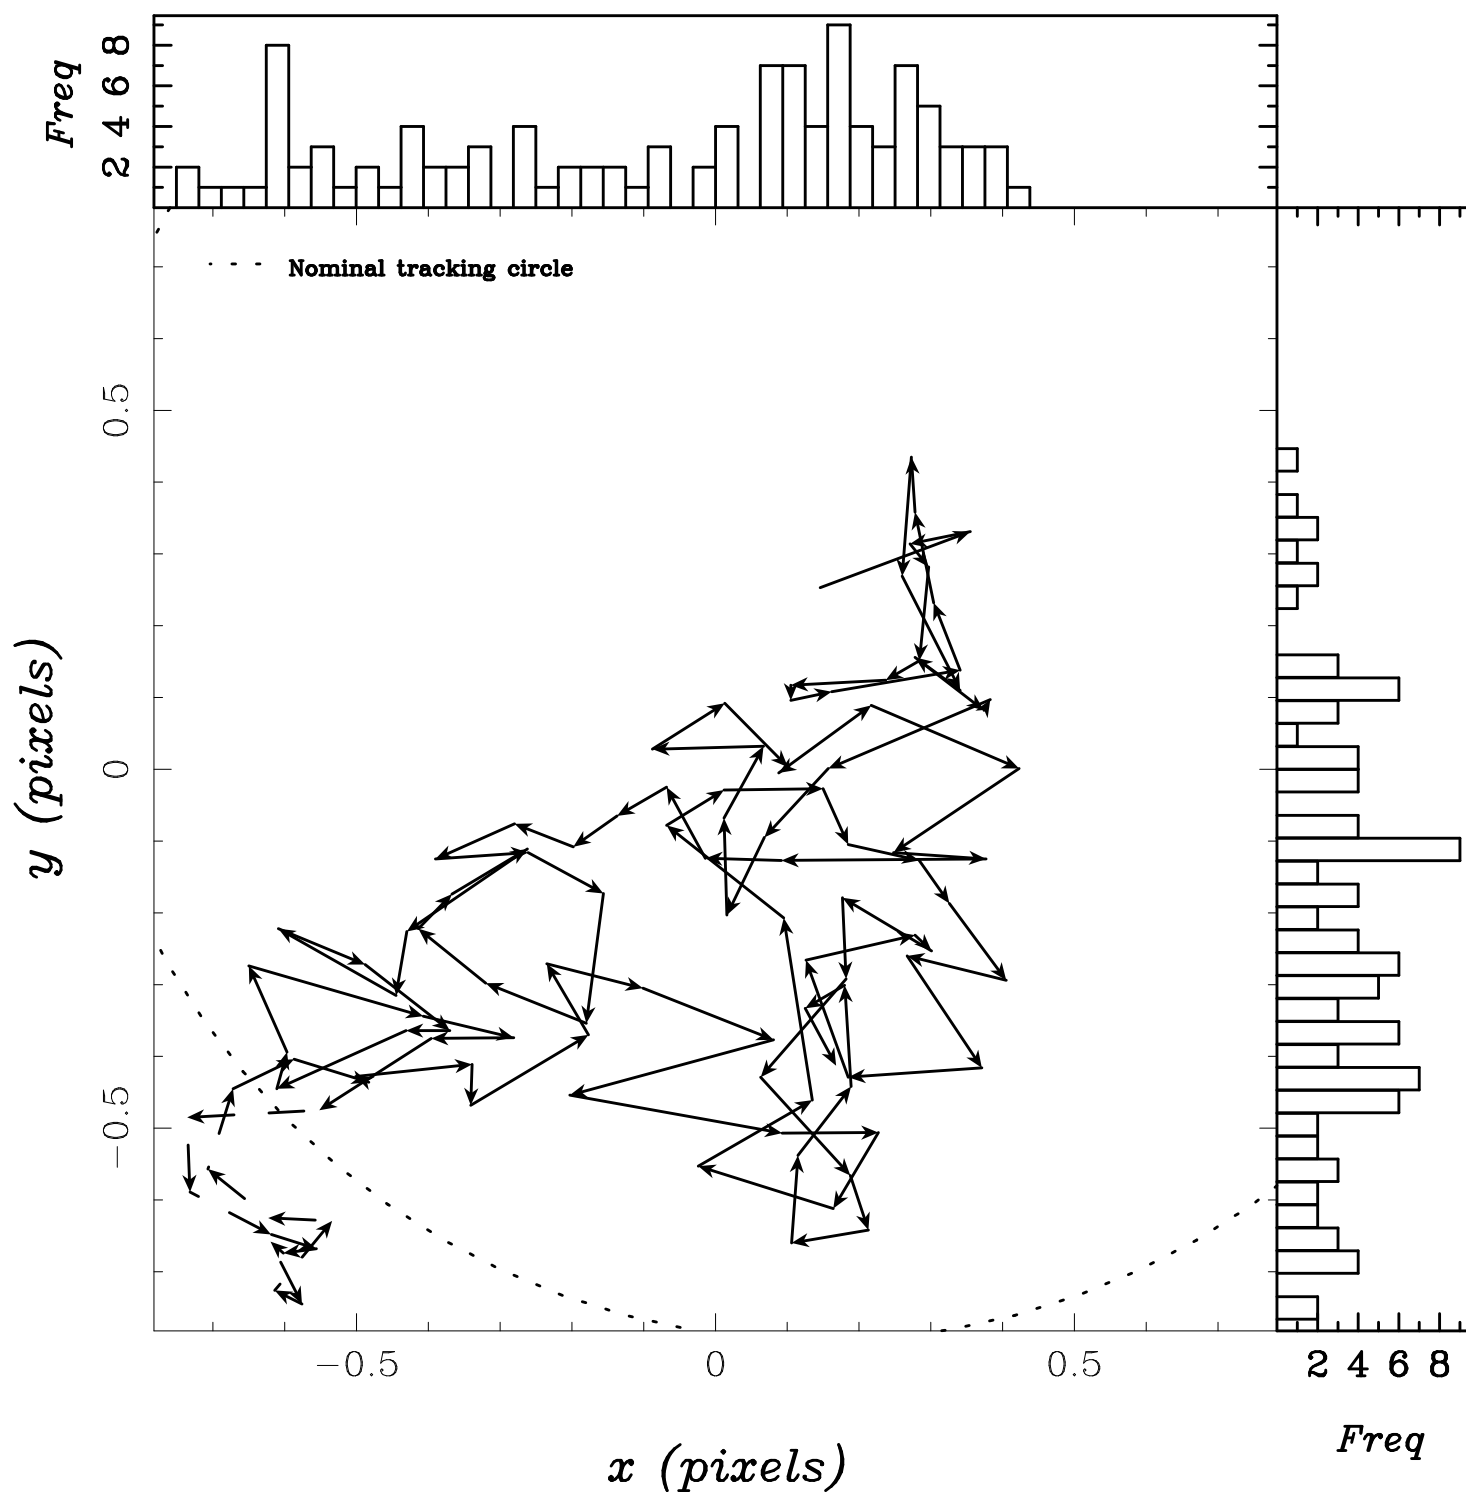 Freq
2 4 6 8
Nominal tracking circle
0.5
0
−0.5
y (pixels)
−0.5 0 0.5
x (pixels)
2 4 6 8
Freq